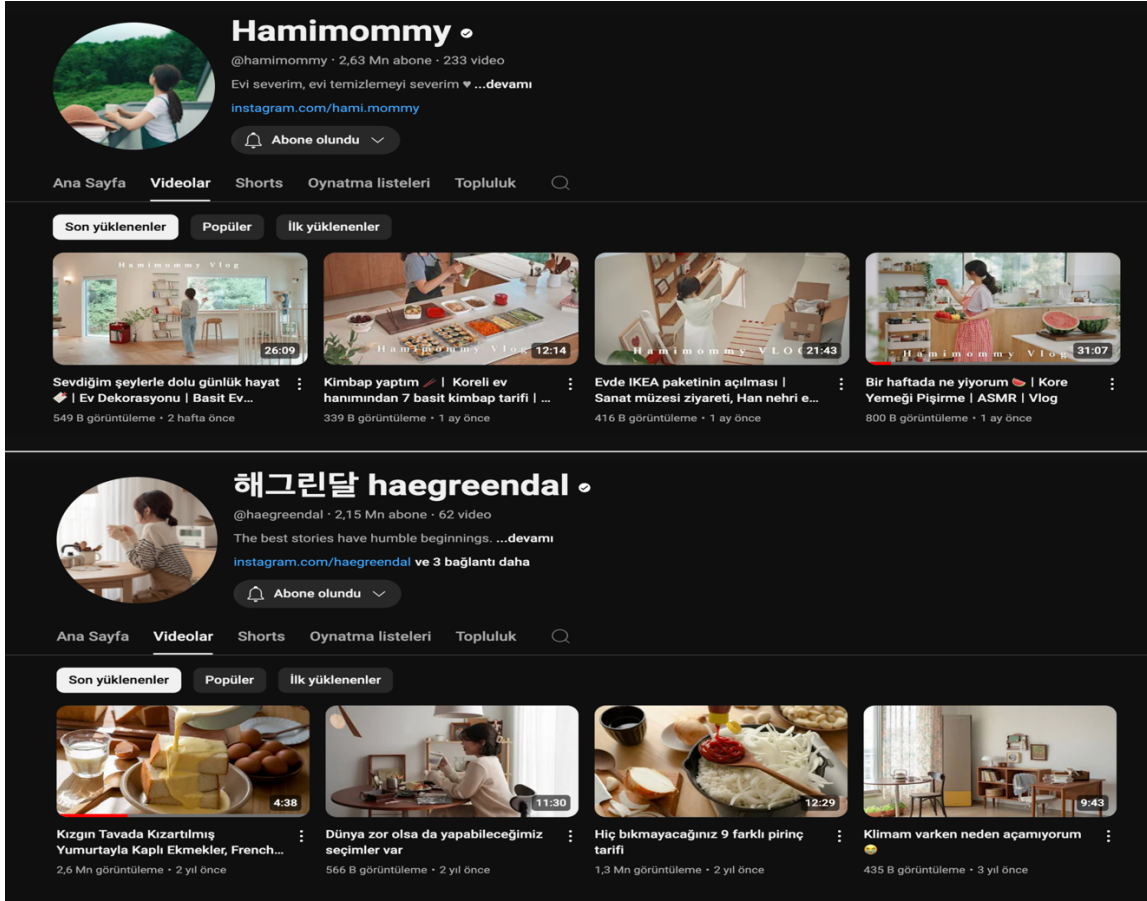 Hamimommy
@hamimommy · 2,63 Mn abone · 233 video
Evi severim, evi temizlemeyi severim ♥ ...devamı
instagram.com/hami.mommy
Abone olundu
Ana Sayfa Videolar Shorts Oynatma listeleri Topluluk
Son yüklenenler Popüler İlk yüklenenler
Hamimommy Vlog
26:09
Hamimommy Vlog
12:14
Hamimommy VLO
21:43
Hamimommy Vlog
31:07
Sevdiğim şeylerle dolu günlük hayat
| Ev Dekorasyonu | Basit Ev...
549 B görüntüleme • 2 hafta önce
Kimbap yaptım 🥢 | Koreli ev
hanımından 7 basit kimbap tarifi | ...
339 B görüntüleme • 1 ay önce
Evde IKEA paketinin açılması |
Sanat müzesi ziyareti, Han nehri e...
416 B görüntüleme • 1 ay önce
Bir haftada ne yiyorum 🍉 | Kore
Yemeği Pişirme | ASMR | Vlog
800 B görüntüleme • 1 ay önce
해그린달 haegreendal
@haegreendal · 2,15 Mn abone · 62 video
The best stories have humble beginnings. ...devamı
instagram.com/haegreendal ve 3 bağlantı daha
Abone olundu
Ana Sayfa Videolar Shorts Oynatma listeleri Topluluk
Son yüklenenler Popüler İlk yüklenenler
4:38
11:30
12:29
9:43
Kızgın Tavada Kızartılmış
Yumurtayla Kaplı Ekmekler, French...
2,6 Mn görüntüleme • 2 yıl önce
Dünya zor olsa da yapabileceğimiz
seçimler var
566 B görüntüleme • 2 yıl önce
Hiç bıkmayacağınız 9 farklı pirinç
tarifi
1,3 Mn görüntüleme • 2 yıl önce
Klimam varken neden açamıyorum
😂
435 B görüntüleme • 3 yıl önce